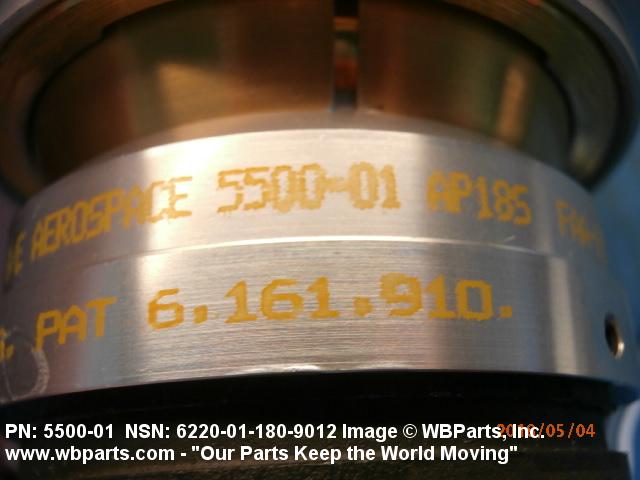 AEROSPACE 5500-01 AP185
PAT 6,161,910.
PN: 5500-01 NSN: 6220-01-180-9012 Image © WBParts, Inc.
2010/05/04
www.wbparts.com - "Our Parts Keep the World Moving"